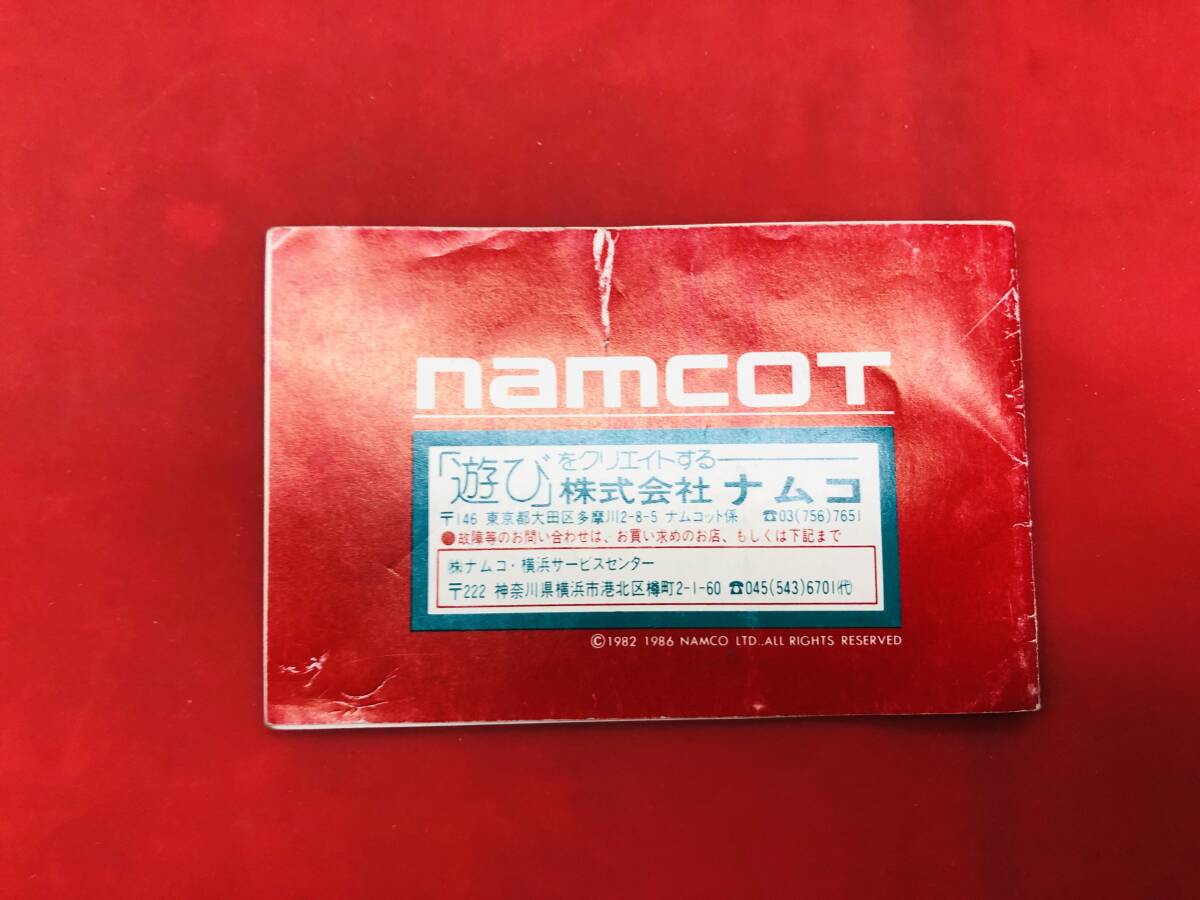 namcot
「遊び」をクリエイトする
株式会社 ナムコ
〒146 東京都大田区多摩川2-8-5 ナムコット係 ☎03(756)7651
●故障等のお問い合わせは、お買い求めのお店、もしくは下記まで
㈱ナムコ・横浜サービスセンター
〒222 神奈川県横浜市港北区樽町2-1-60 ☎045(543)6701㈹
©1982 1986 NAMCO LTD.,ALL RIGHTS RESERVED